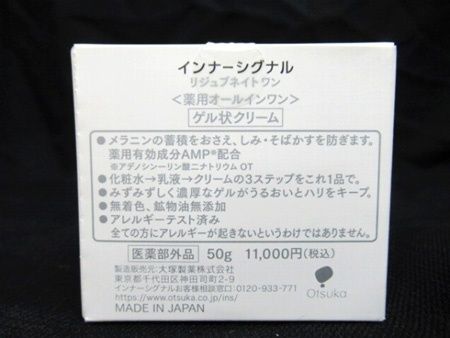 インナーシグナル
リジュブネイトワン
＜薬用オールインワン＞
ゲル状クリーム
●メラニンの蓄積をおさえ、しみ・そばかすを防ぎます。
薬用有効成分AMP※配合
※アデノシン一リン酸二ナトリウム OT
●化粧水→乳液→クリームの3ステップをこれ1品で。
●みずみずしく濃厚なゲルがうるおいとハリをキープ。
●無着色、鉱物油無添加
●アレルギーテスト済み
全ての方にアレルギーが起きないというわけではありません。
医薬部外品 50g 11,000円(税込)
製造販売元：大塚製薬株式会社
東京都千代田区神田司町2-9
インナーシグナルお客様相談窓口：0120-933-771
https://www.otsuka.co.jp/ins/
MADE IN JAPAN
Otsuka